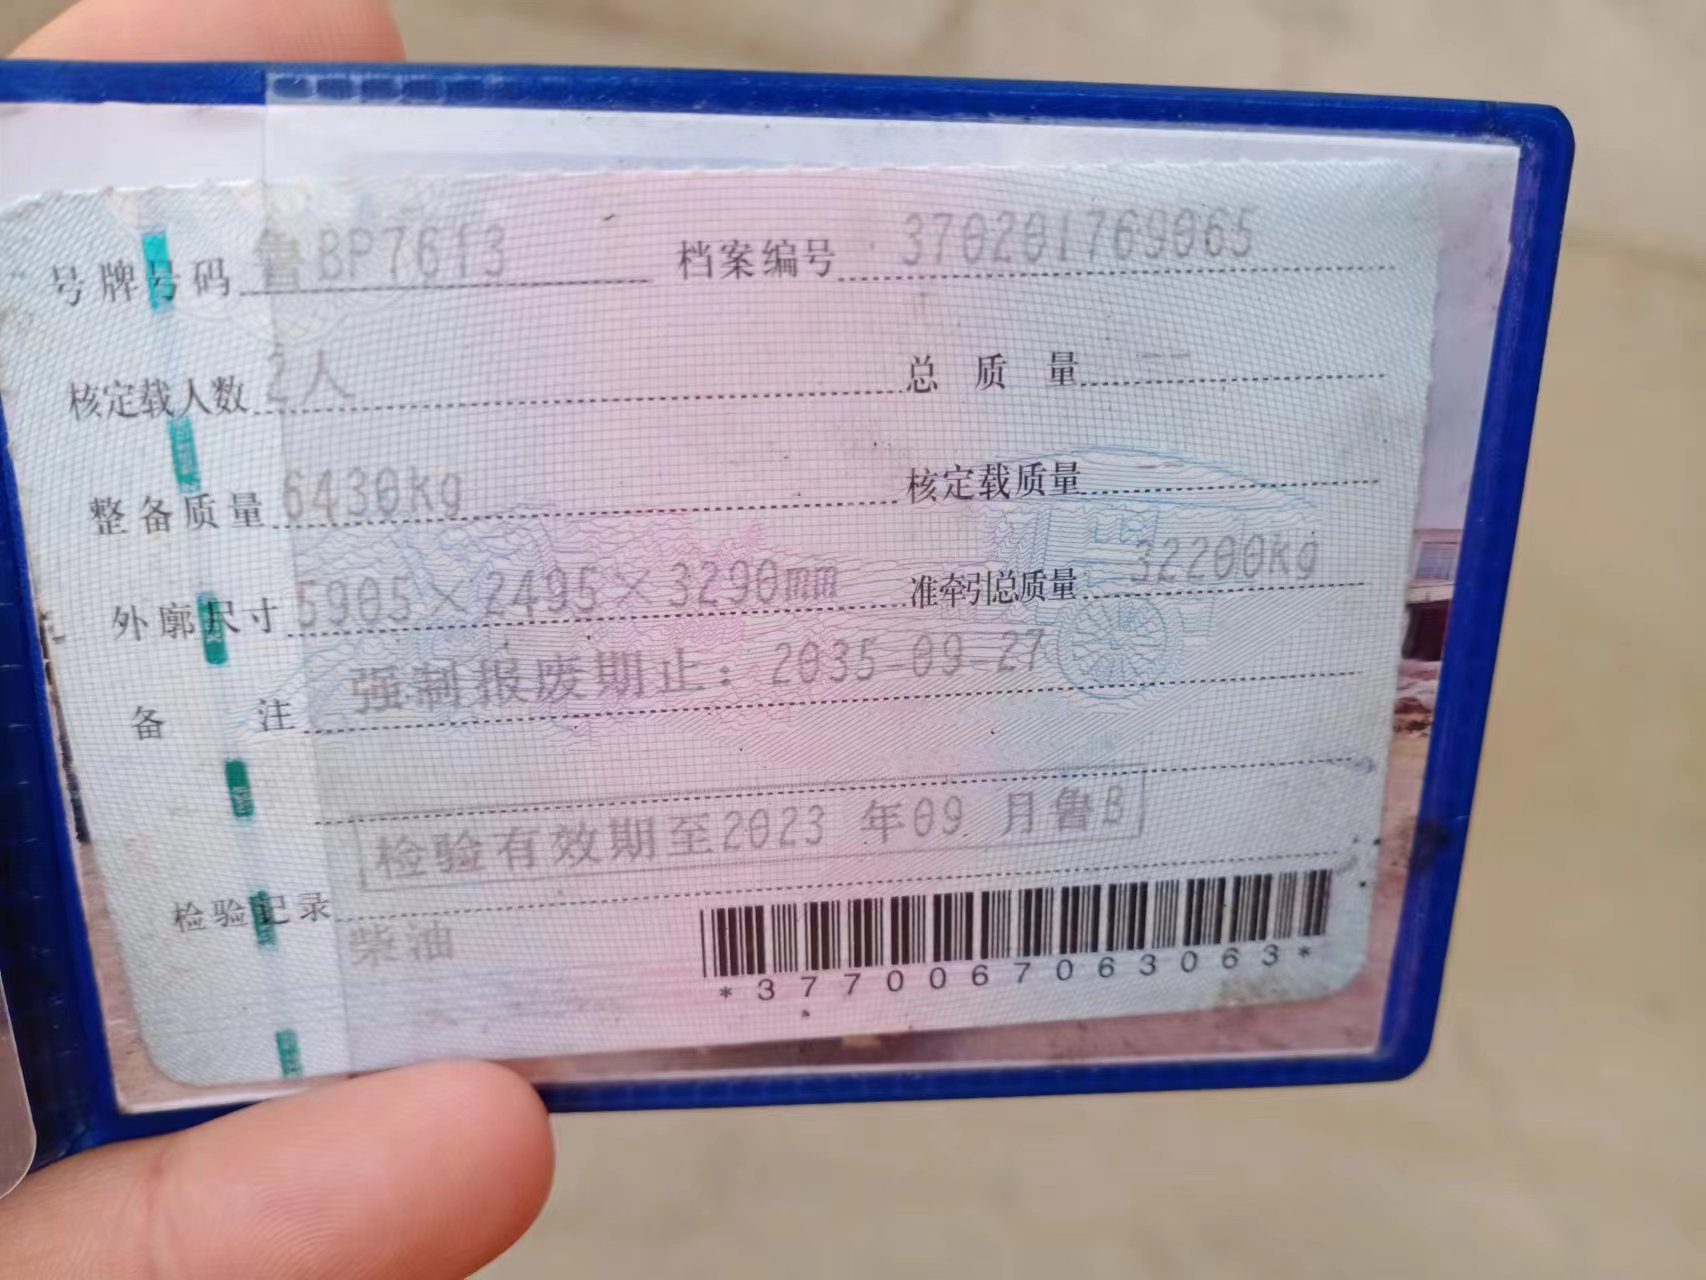 号牌号码 鲁BP7613 档案编号 370201769065
核定载人数 2人 总质量 --
整备质量 6430kg 核定载质量 --
外廓尺寸 5905×2495×3290mm 准牵引总质量 32200kg
备注 强制报废期止：2035-09-27
检验有效期至2023年09月鲁B
检验记录
柴油
*3770067063063*